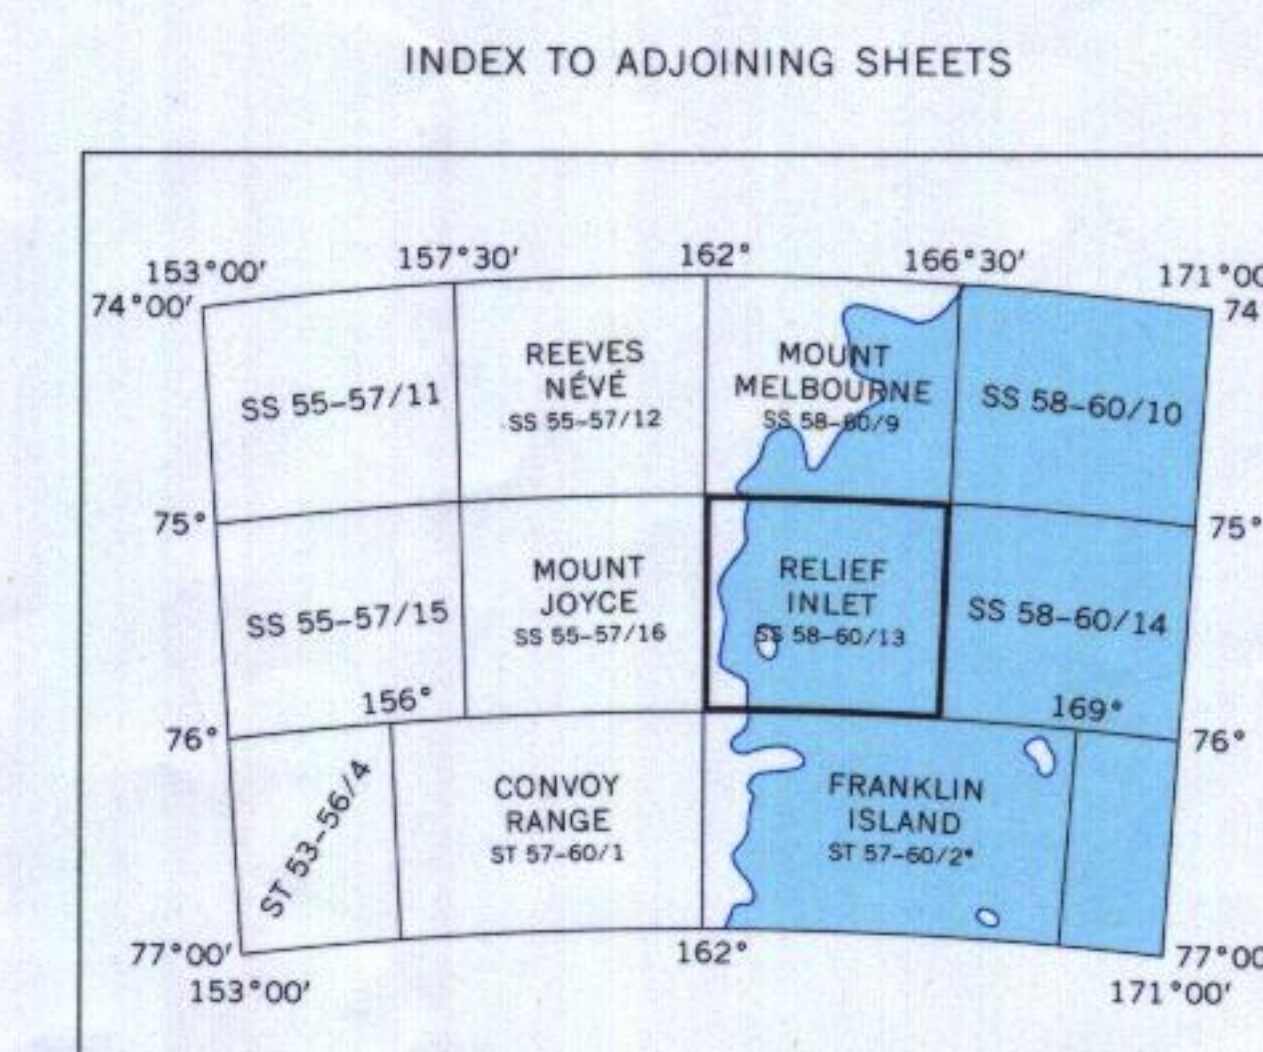 INDEX TO ADJOINING SHEETS
153°00′ 157°30′ 162° 166°30′ 171°00
74°00′ 74
SS 55–57/11
REEVES
NÉVÉ
SS 55–57/12
MOUNT
MELBOURNE
SS 58–60/9
SS 58–60/10
75° 75°
SS 55–57/15
MOUNT
JOYCE
SS 55–57/16
RELIEF
INLET
SS 58–60/13
SS 58–60/14
156° 169°
76° 76°
ST 53–56/4
CONVOY
RANGE
ST 57–60/1
FRANKLIN
ISLAND
ST 57–60/2*
77°00′ 162° 77°00
153°00′ 171°00′